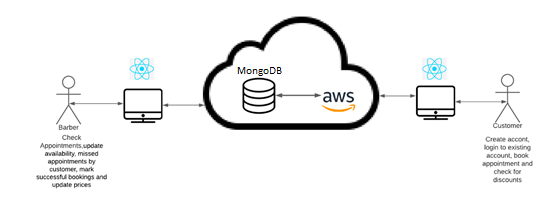 MongoDB
aws
Barber
Check
Appointments,update
availability, missed
appointments by
customer, mark
successful bookings and
update prices
Customer
Create accont,
login to existing
account, book
appointment and
check for
discounts